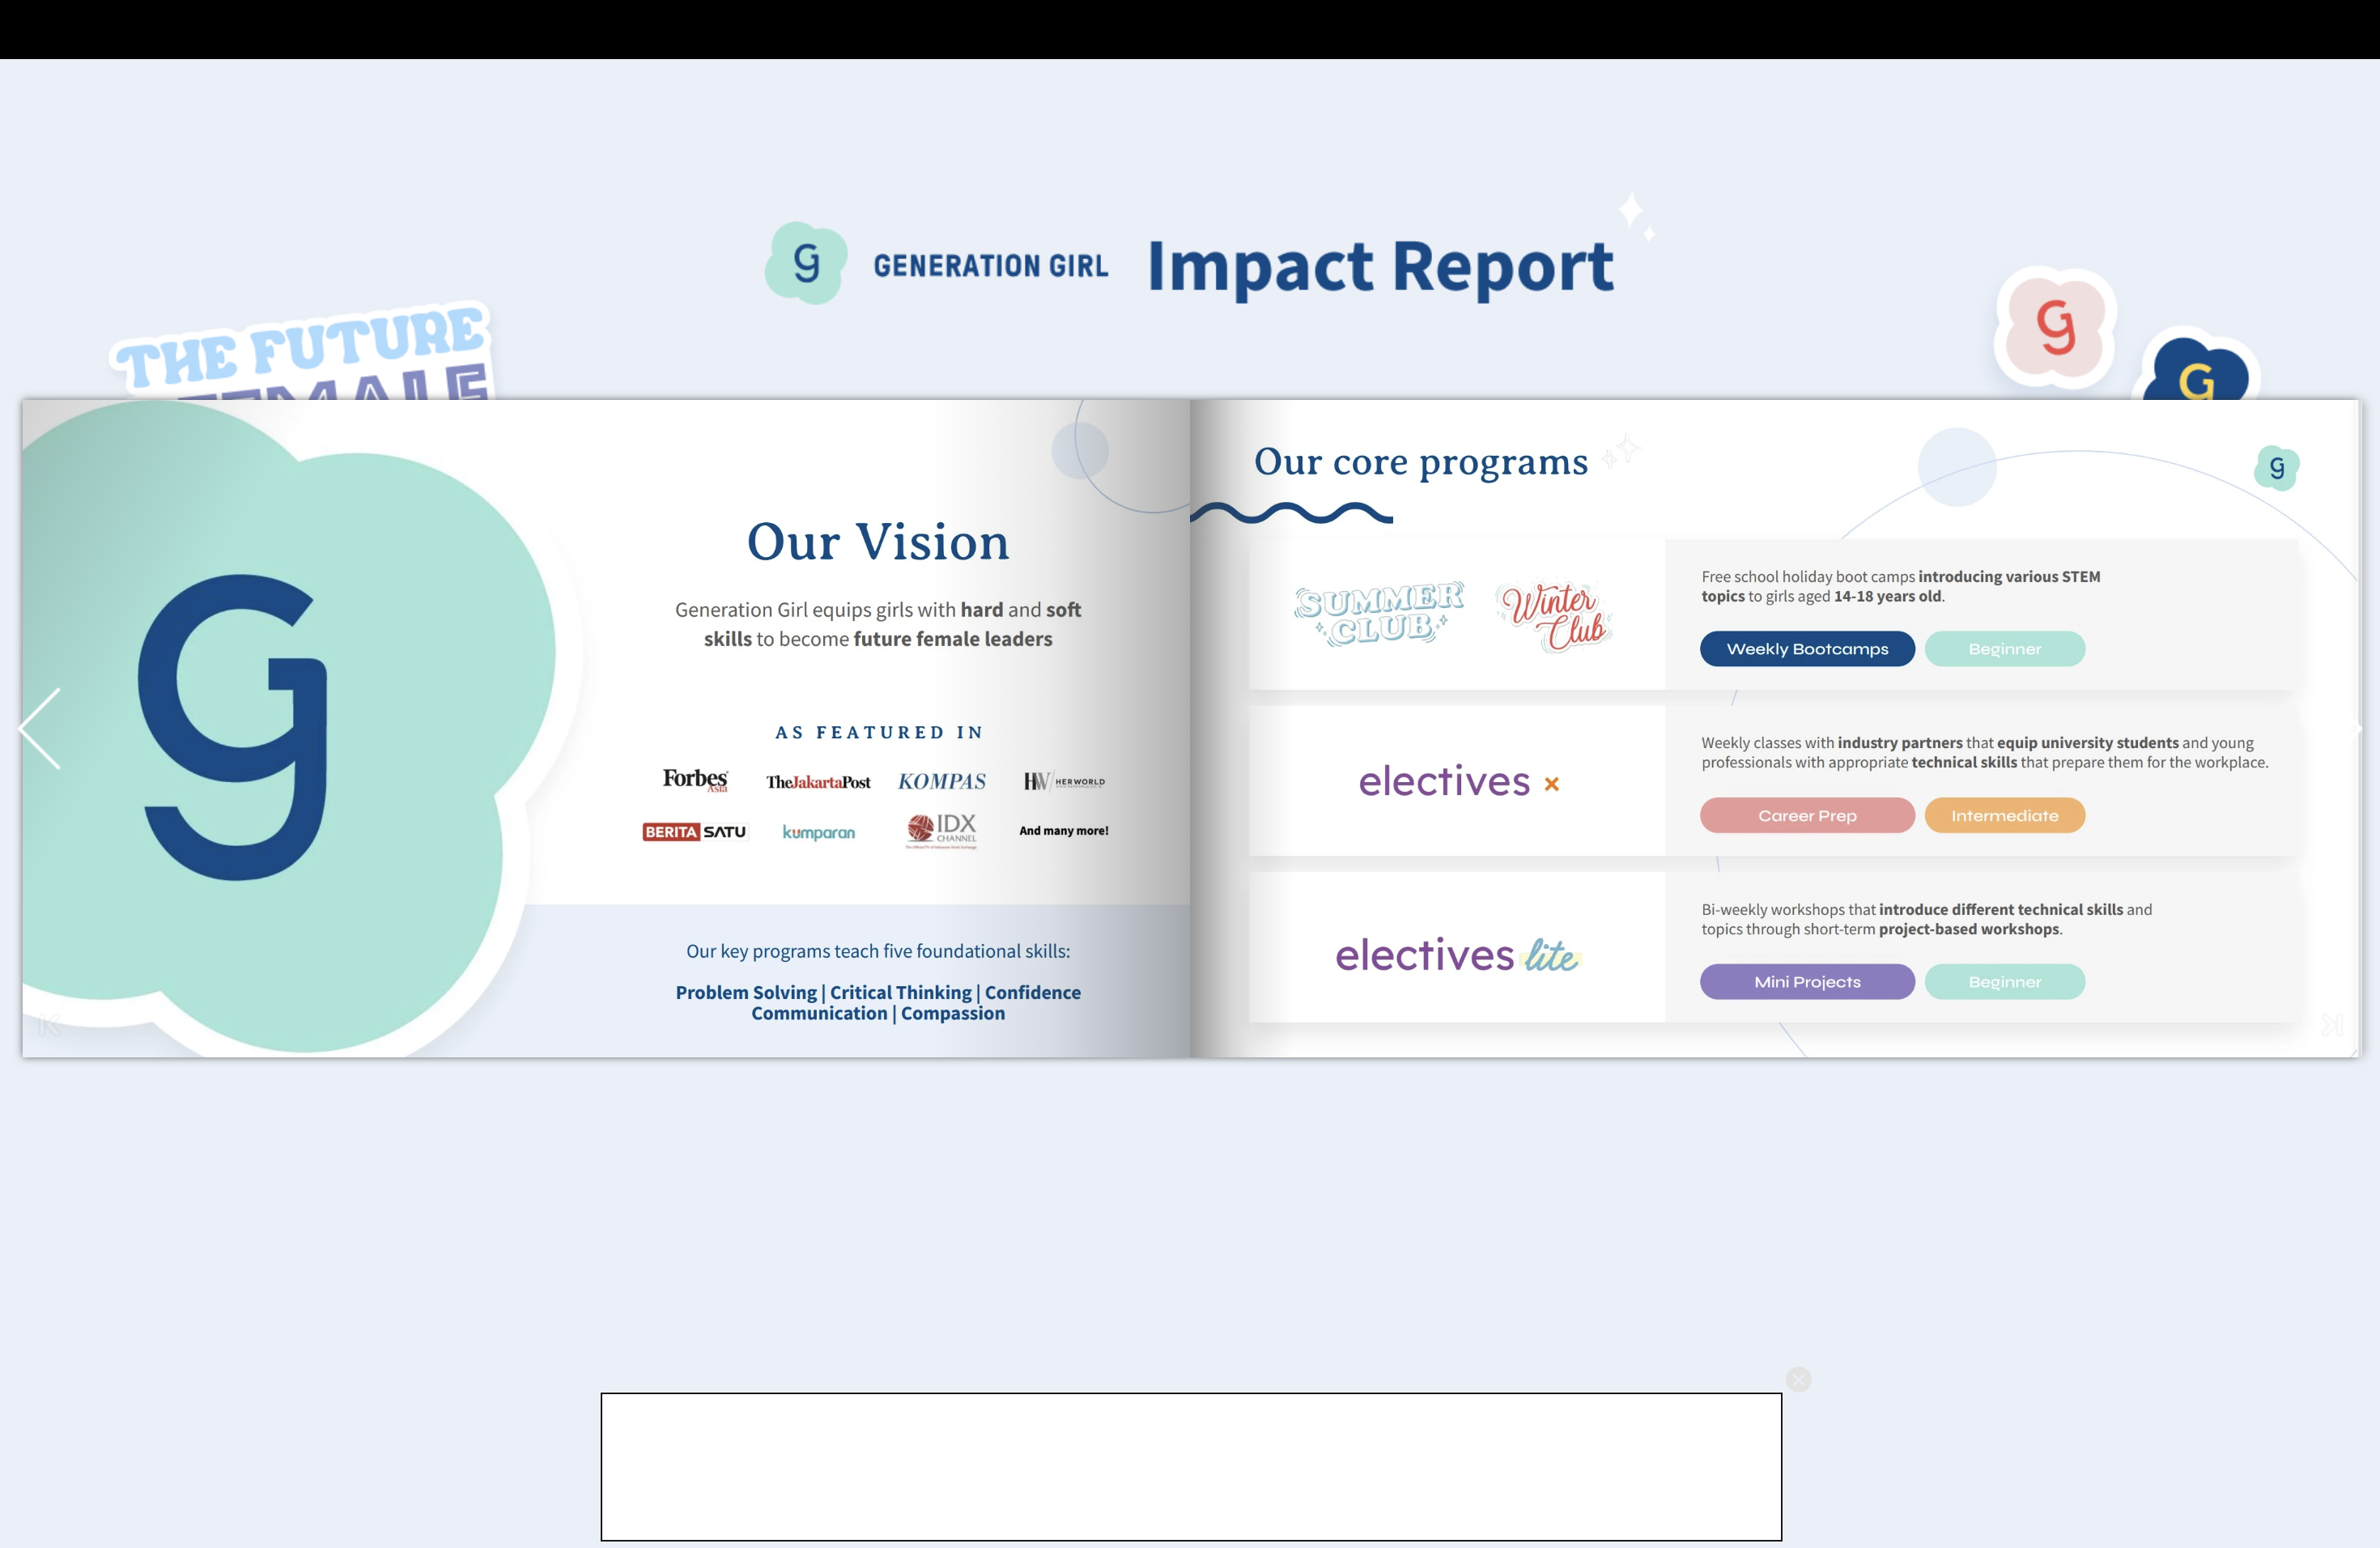 g GENERATION GIRL Impact Report
THE FUTURE
FEMALE
g
G
g
Our Vision
Generation Girl equips girls with hard and soft
skills to become future female leaders
AS FEATURED IN
Forbes Asia TheJakartaPost KOMPAS HW HERWORLD
BERITA SATU kumparan IDX CHANNEL And many more!
Our key programs teach five foundational skills:
Problem Solving | Critical Thinking | Confidence
Communication | Compassion
Our core programs
g
SUMMER CLUB
Winter Club
Free school holiday boot camps introducing various STEM
topics to girls aged 14-18 years old.
Weekly Bootcamps Beginner
electives x
Weekly classes with industry partners that equip university students and young
professionals with appropriate technical skills that prepare them for the workplace.
Career Prep Intermediate
electives lite
Bi-weekly workshops that introduce different technical skills and
topics through short-term project-based workshops.
Mini Projects Beginner